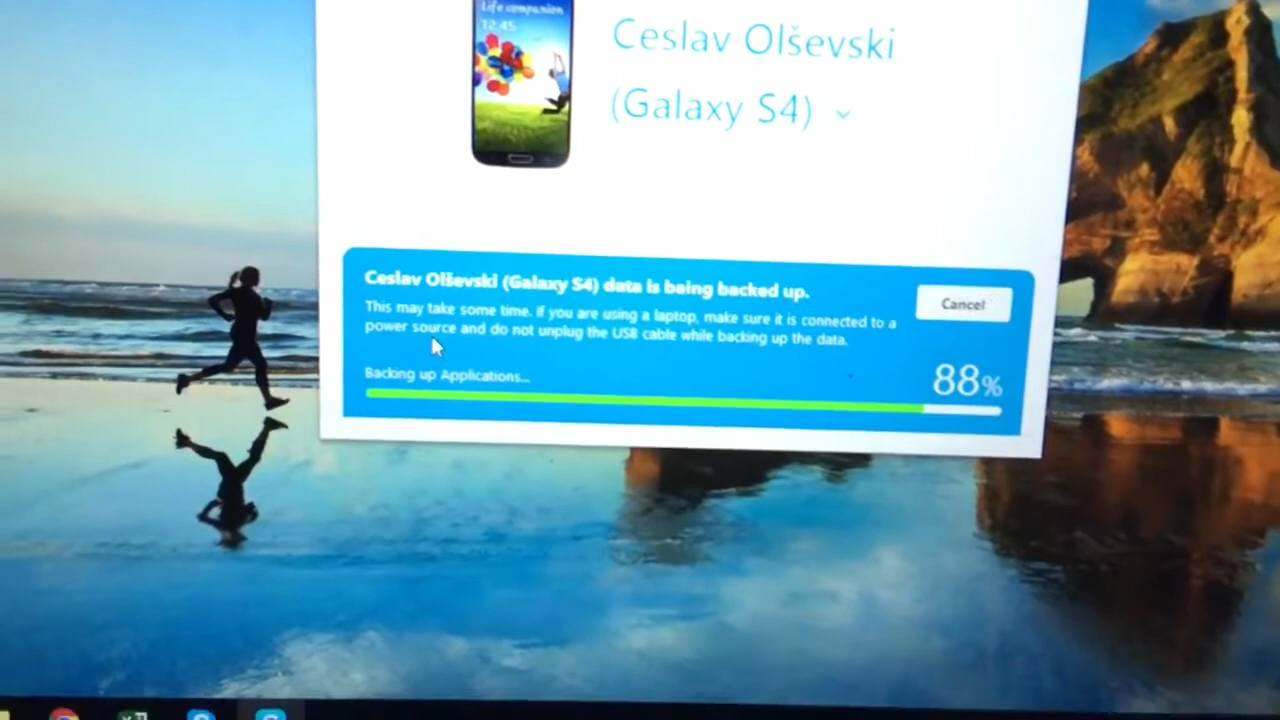 Life companion
12:45
Ceslav Olševski
(Galaxy S4)
Ceslav Olševski (Galaxy S4) data is being backed up.
This may take some time. If you are using a laptop, make sure it is connected to a
power source and do not unplug the USB cable while backing up the data.
Cancel
Backing up Applications...
88%